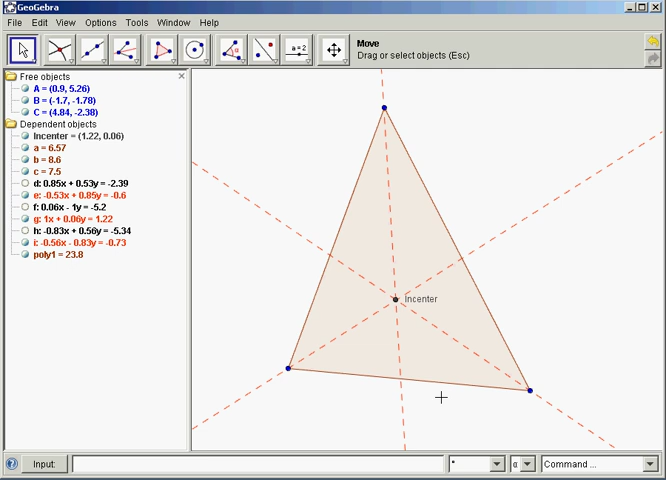 GeoGebra
File Edit View Options Tools Window Help
a=2
Move
Drag or select objects (Esc)
Free objects
A = (0.9, 5.26)
B = (-1.7, -1.78)
C = (4.84, -2.38)
Dependent objects
Incenter = (1.22, 0.06)
a = 6.57
b = 8.6
c = 7.5
d: 0.85x + 0.53y = -2.39
e: -0.53x + 0.85y = -0.6
f: 0.06x - 1y = -5.2
g: 1x + 0.06y = 1.22
h: -0.83x + 0.56y = -5.34
i: -0.56x - 0.83y = -0.73
poly1 = 23.8
Incenter
Input:
°
α
Command ...